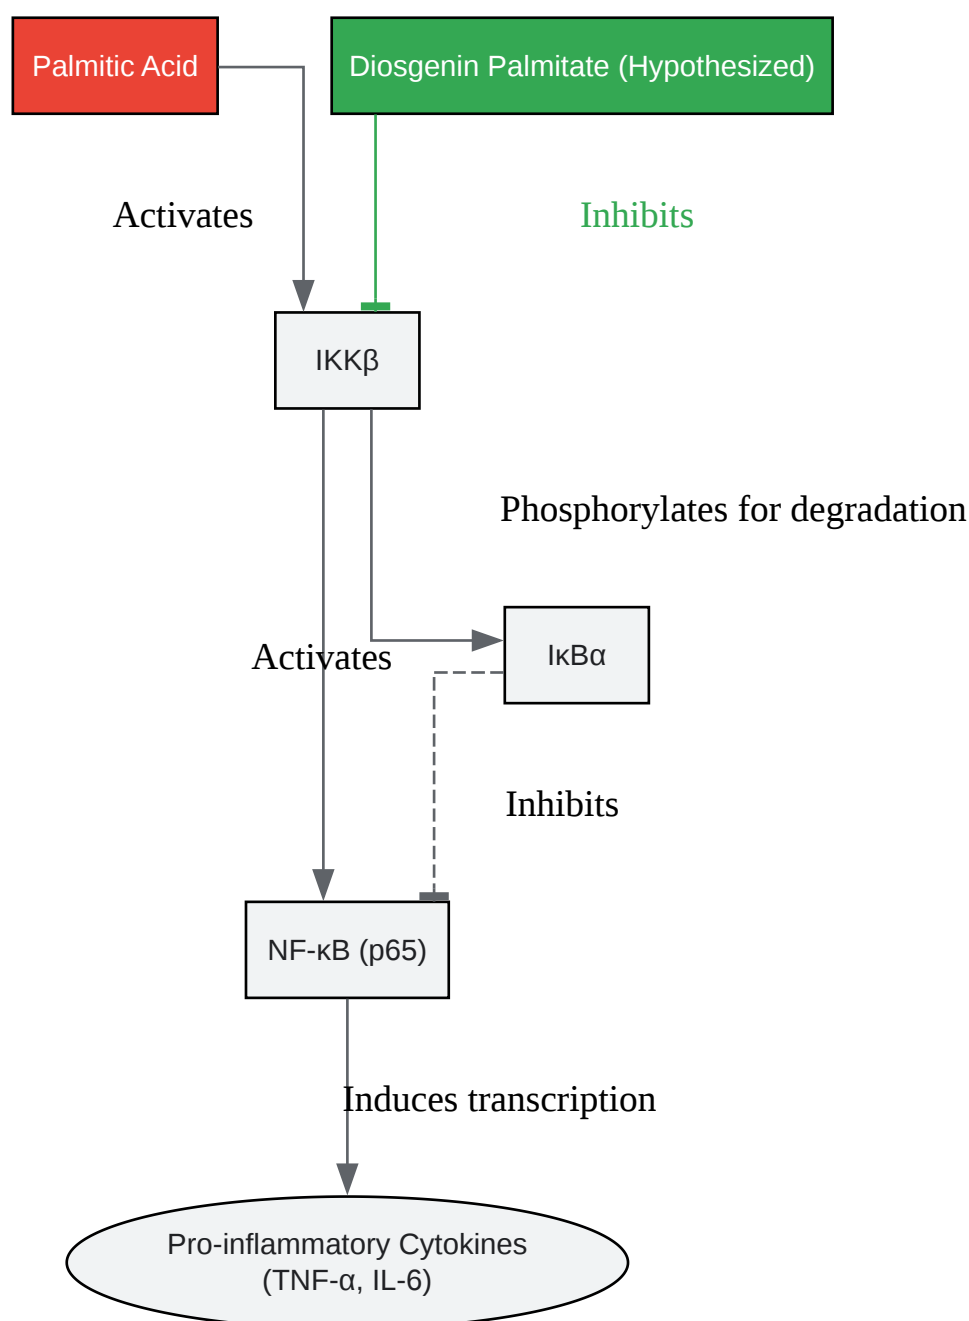 Palmitic Acid
Diosgenin Palmitate (Hypothesized)
Activates
Inhibits
IKKβ
Phosphorylates for degradation
Activates
IκBα
Inhibits
NF-κB (p65)
Induces transcription
Pro-inflammatory Cytokines
(TNF-α, IL-6)